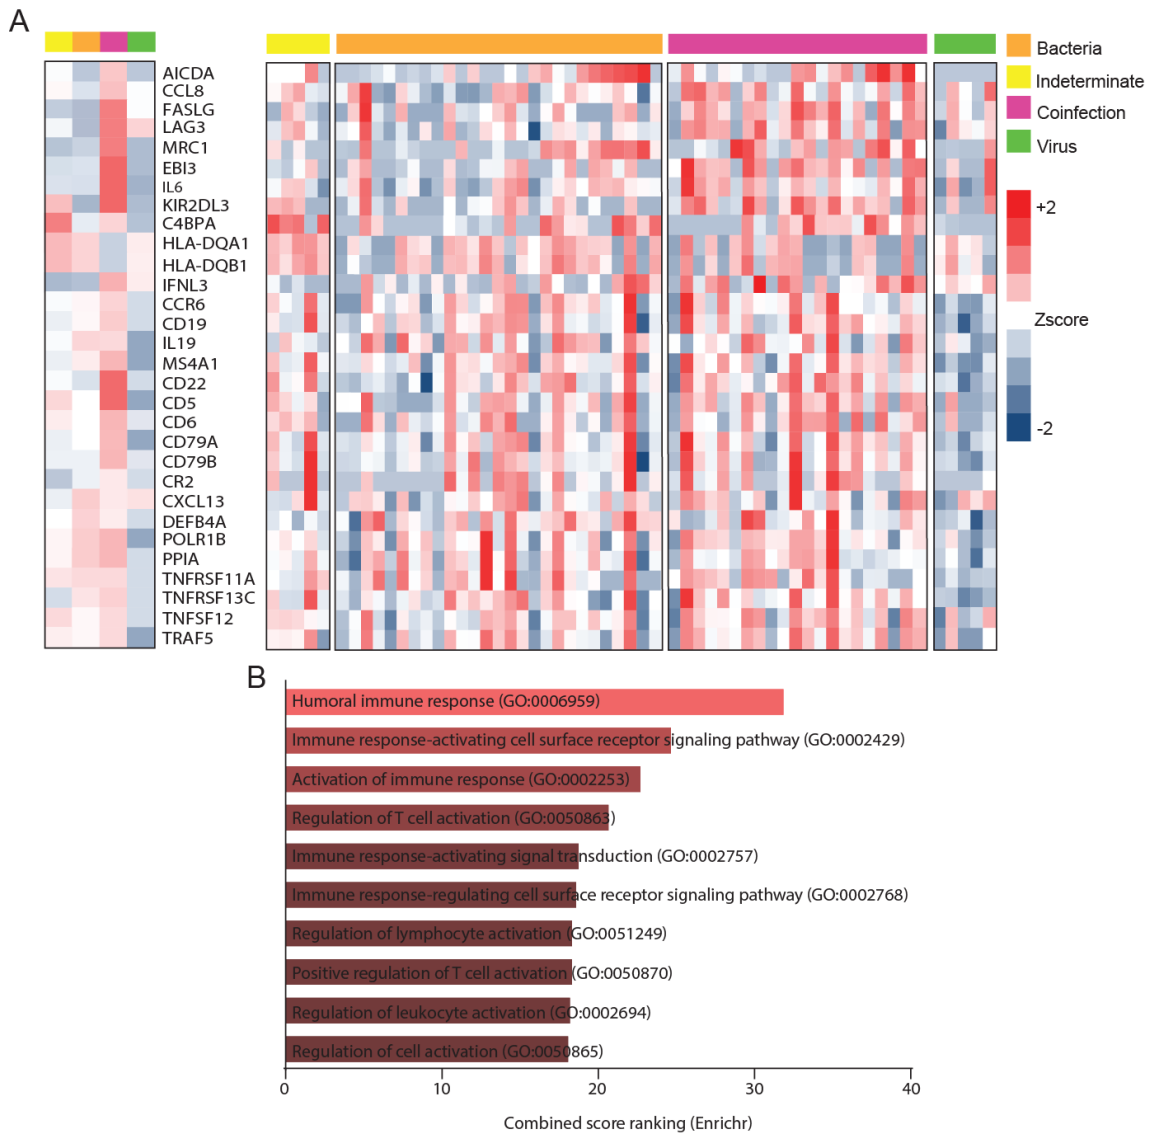 A
AICDA
CCL8
FASLG
LAG3
MRC1
EBI3
IL6
KIR2DL3
C4BPA
HLA-DQA1
HLA-DQB1
IFNL3
CCR6
CD19
IL19
MS4A1
CD22
CD5
CD6
CD79A
CD79B
CR2
CXCL13
DEFB4A
POLR1B
PPIA
TNFRSF11A
TNFRSF13C
TNFSF12
TRAF5
Bacteria
Indeterminate
Coinfection
Virus
+2
Zscore
-2
B
Humoral immune response (GO:0006959)
Immune response-activating cell surface receptor signaling pathway (GO:0002429)
Activation of immune response (GO:0002253)
Regulation of T cell activation (GO:0050863)
Immune response-activating signal transduction (GO:0002757)
Immune response-regulating cell surface receptor signaling pathway (GO:0002768)
Regulation of lymphocyte activation (GO:0051249)
Positive regulation of T cell activation (GO:0050870)
Regulation of leukocyte activation (GO:0002694)
Regulation of cell activation (GO:0050865)
0 10 20 30 40
Combined score ranking (Enrichr)